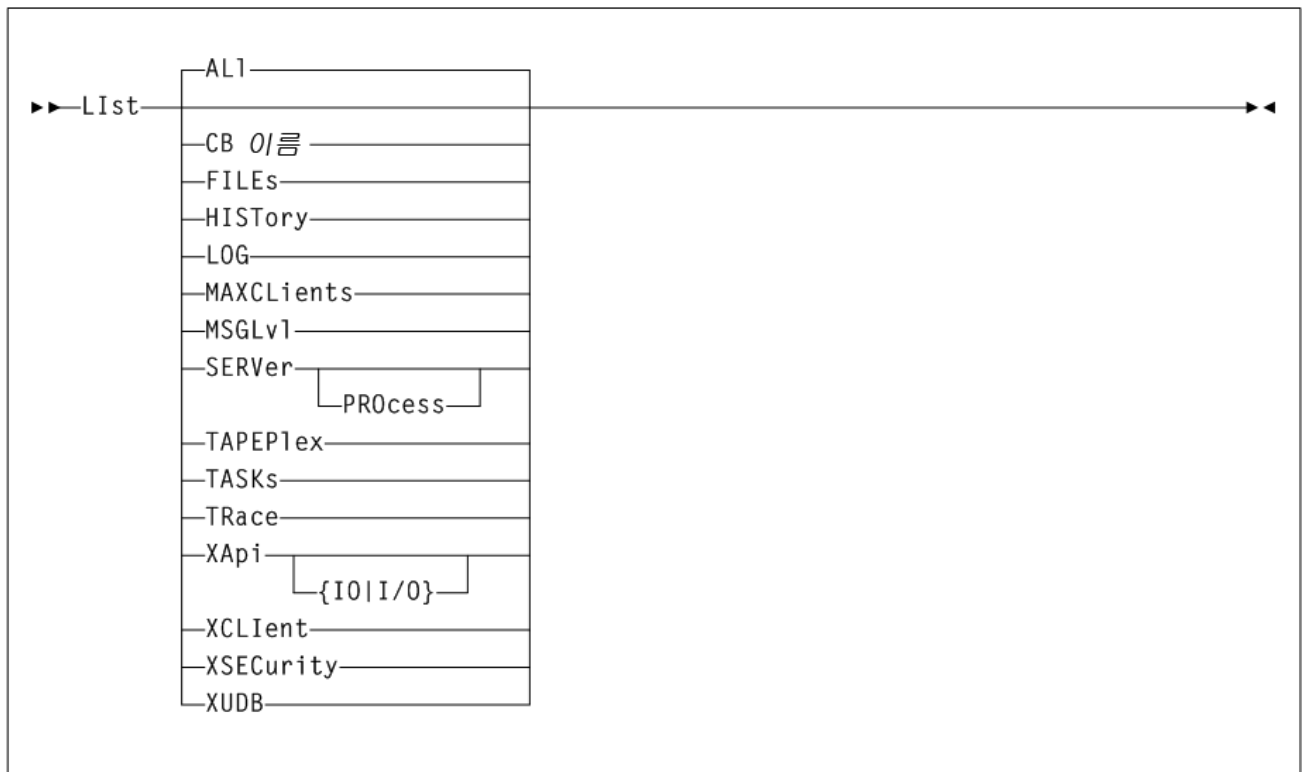 ALl
►►─LIst─►◄
CB 이름
FILEs
HISTory
LOG
MAXCLients
MSGLvl
SERVer
PROcess
TAPEPlex
TASKs
TRace
XApi
{IO|I/O}
XCLIent
XSECurity
XUDB